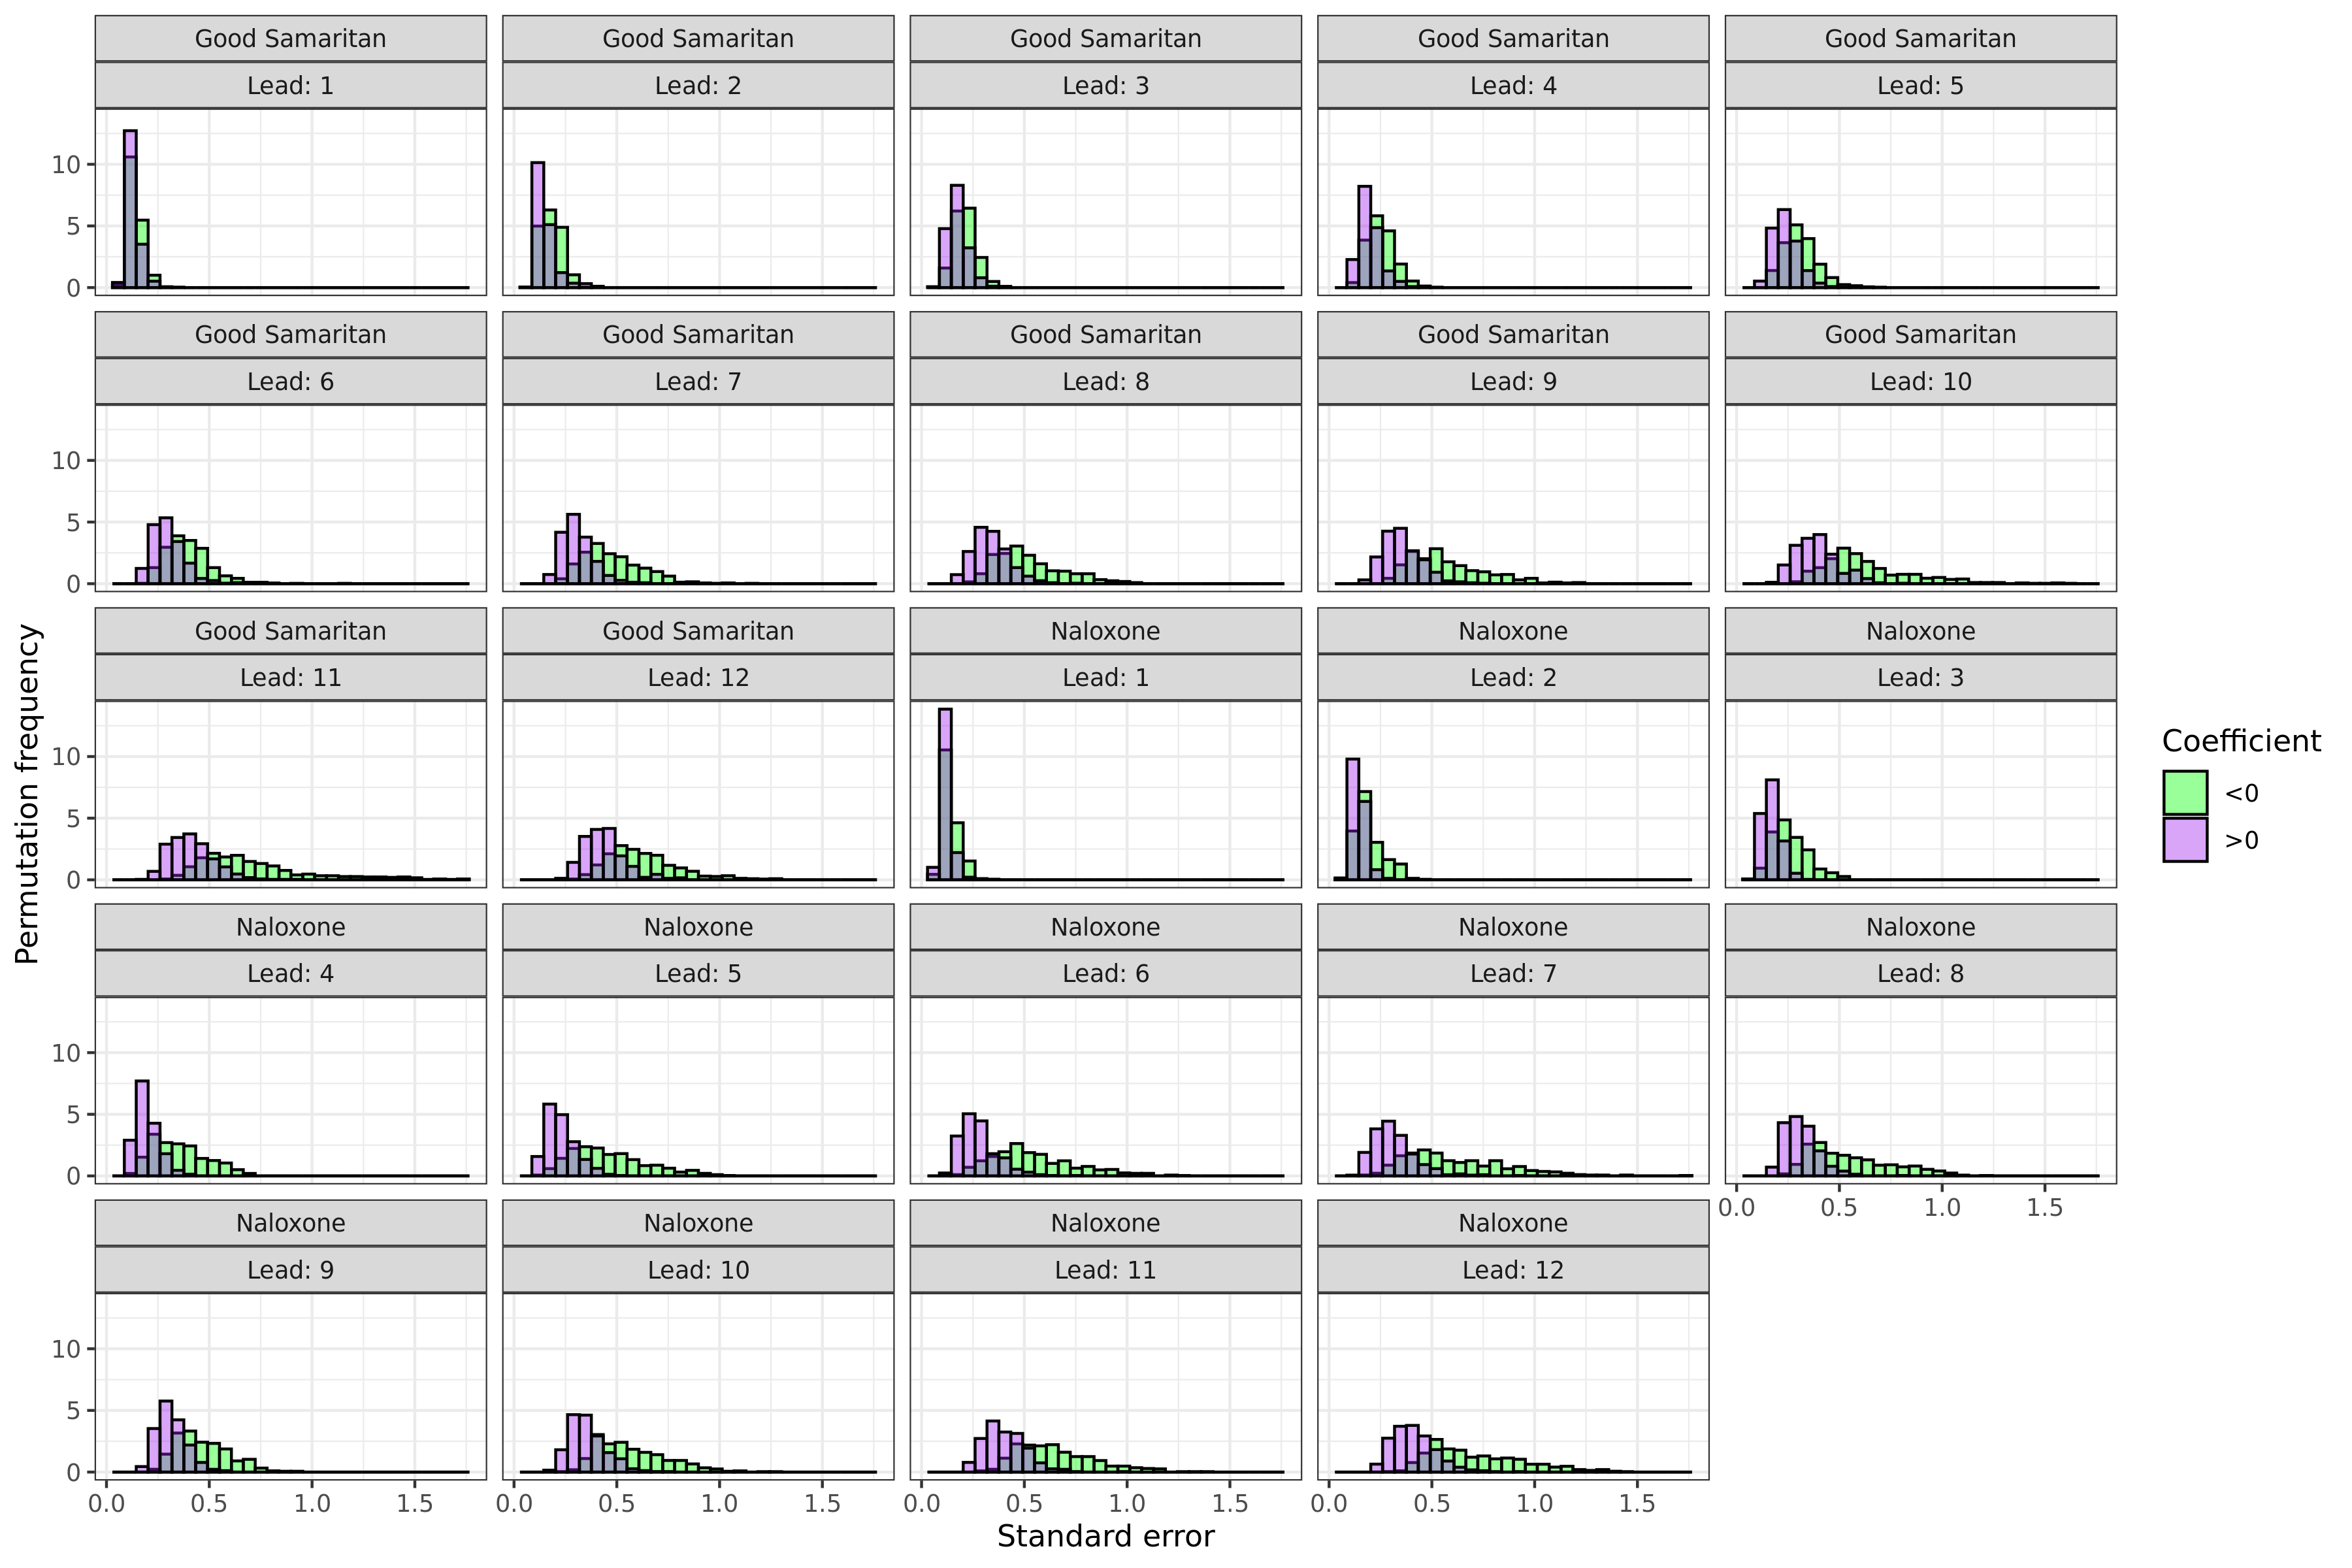 Good Samaritan
Lead: 1
Good Samaritan
Lead: 2
Good Samaritan
Lead: 3
Good Samaritan
Lead: 4
Good Samaritan
Lead: 5
10
5
0
Good Samaritan
Lead: 6
Good Samaritan
Lead: 7
Good Samaritan
Lead: 8
Good Samaritan
Lead: 9
Good Samaritan
Lead: 10
10
5
0
Good Samaritan
Lead: 11
Good Samaritan
Lead: 12
Naloxone
Lead: 1
Naloxone
Lead: 2
Naloxone
Lead: 3
10
5
0
Naloxone
Lead: 4
Naloxone
Lead: 5
Naloxone
Lead: 6
Naloxone
Lead: 7
Naloxone
Lead: 8
10
5
0
0.0 0.5 1.0 1.5
Naloxone
Lead: 9
Naloxone
Lead: 10
Naloxone
Lead: 11
Naloxone
Lead: 12
10
5
0
0.0 0.5 1.0 1.5
0.0 0.5 1.0 1.5
0.0 0.5 1.0 1.5
0.0 0.5 1.0 1.5
Standard error
Permutation frequency
Coefficient
<0
>0